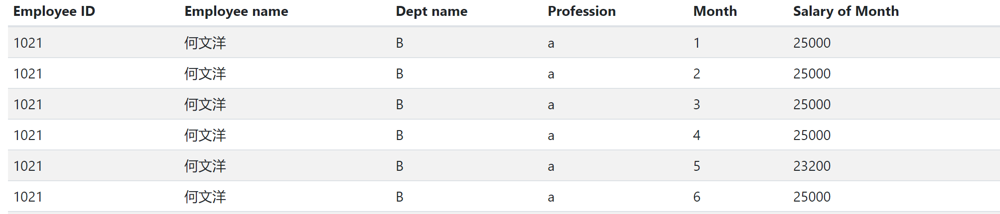 Employee ID Employee name Dept name Profession Month Salary of Month
1021 何文洋 B a 1 25000
1021 何文洋 B a 2 25000
1021 何文洋 B a 3 25000
1021 何文洋 B a 4 25000
1021 何文洋 B a 5 23200
1021 何文洋 B a 6 25000